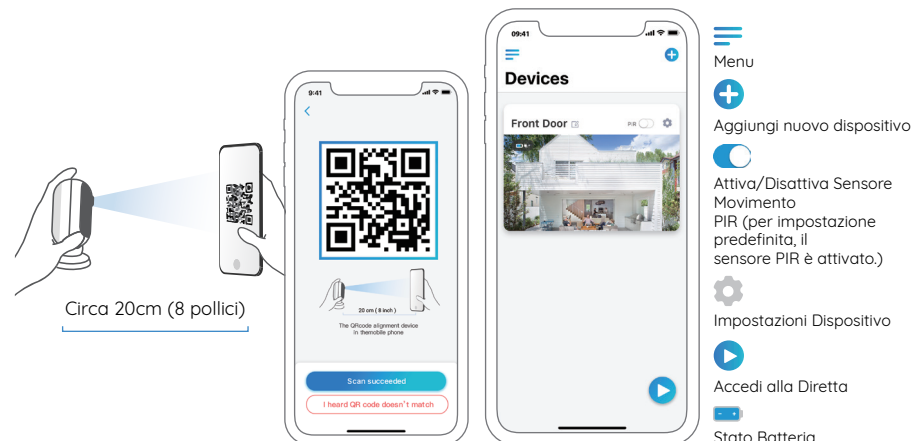 Circa 20cm (8 pollici)
9:41
20 cm ( 8 inch )
The QRcode alignment device
in themobile phone
Scan succeeded
I heard QR code doesn't match
09:41
Devices
Front Door
PIR
Menu
Aggiungi nuovo dispositivo
Attiva/Disattiva Sensore
Movimento
PIR (per impostazione
predefinita, il
sensore PIR è attivato.)
Impostazioni Dispositivo
Accedi alla Diretta
Stato Batteria